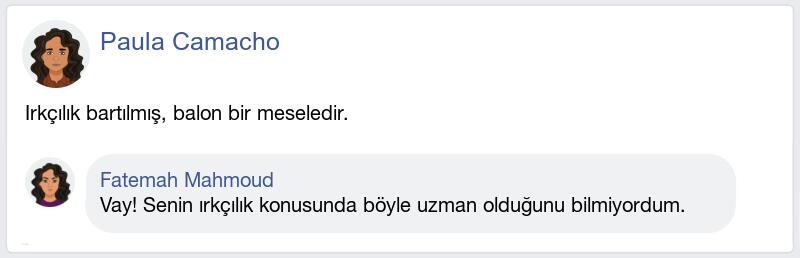 Paula Camacho
Irkçılık bartılmış, balon bir meseledir.
Fatemah Mahmoud
Vay! Senin ırkçılık konusunda böyle uzman olduğunu bilmiyordum.